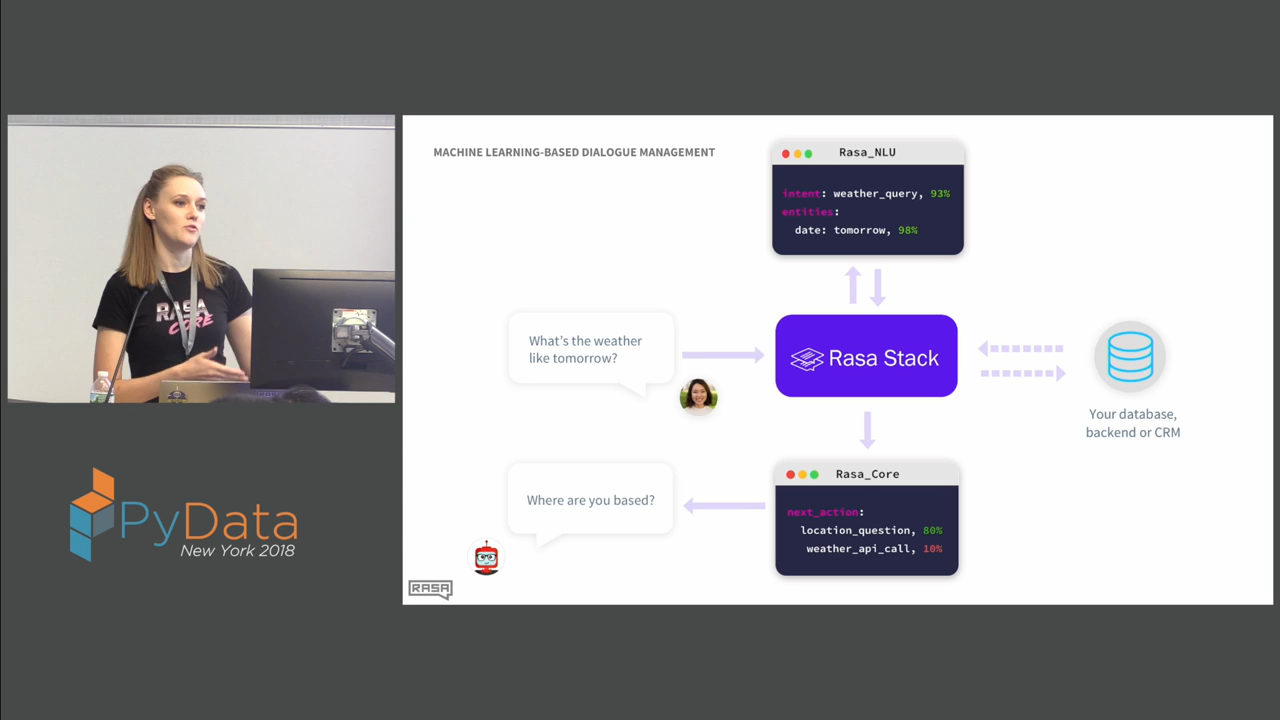 MACHINE LEARNING-BASED DIALOGUE MANAGEMENT
Rasa_NLU
intent: weather_query, 93%
entities:
date: tomorrow, 98%
What's the weather
like tomorrow?
Rasa Stack
Your database,
backend or CRM
Rasa_Core
next_action:
location_question, 80%
weather_api_call, 10%
Where are you based?
RASA
RASA
CORE
PyData
New York 2018